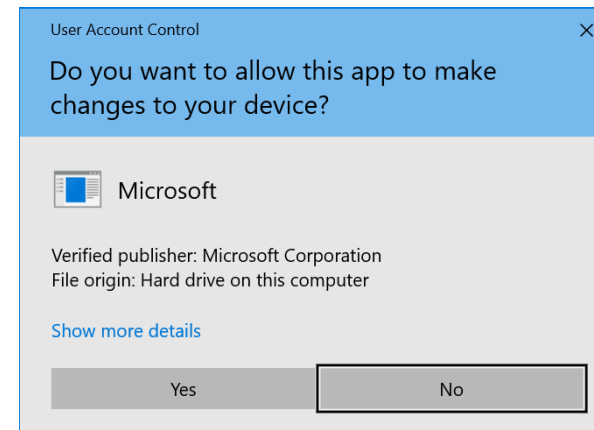 User Account Control
Do you want to allow this app to make
changes to your device?
Microsoft
Verified publisher: Microsoft Corporation
File origin: Hard drive on this computer
Show more details
Yes
No